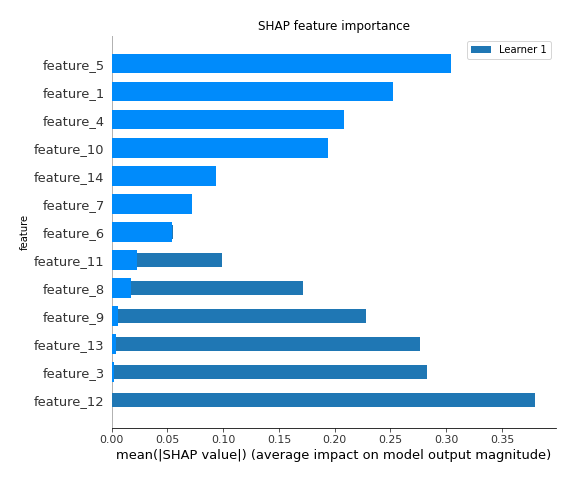 SHAP feature importance
Learner 1
feature_5
feature_1
feature_4
feature_10
feature_14
feature_7
feature_6
feature_11
feature_8
feature_9
feature_13
feature_3
feature_12
feature
0.00 0.05 0.10 0.15 0.20 0.25 0.30 0.35
mean(|SHAP value|) (average impact on model output magnitude)